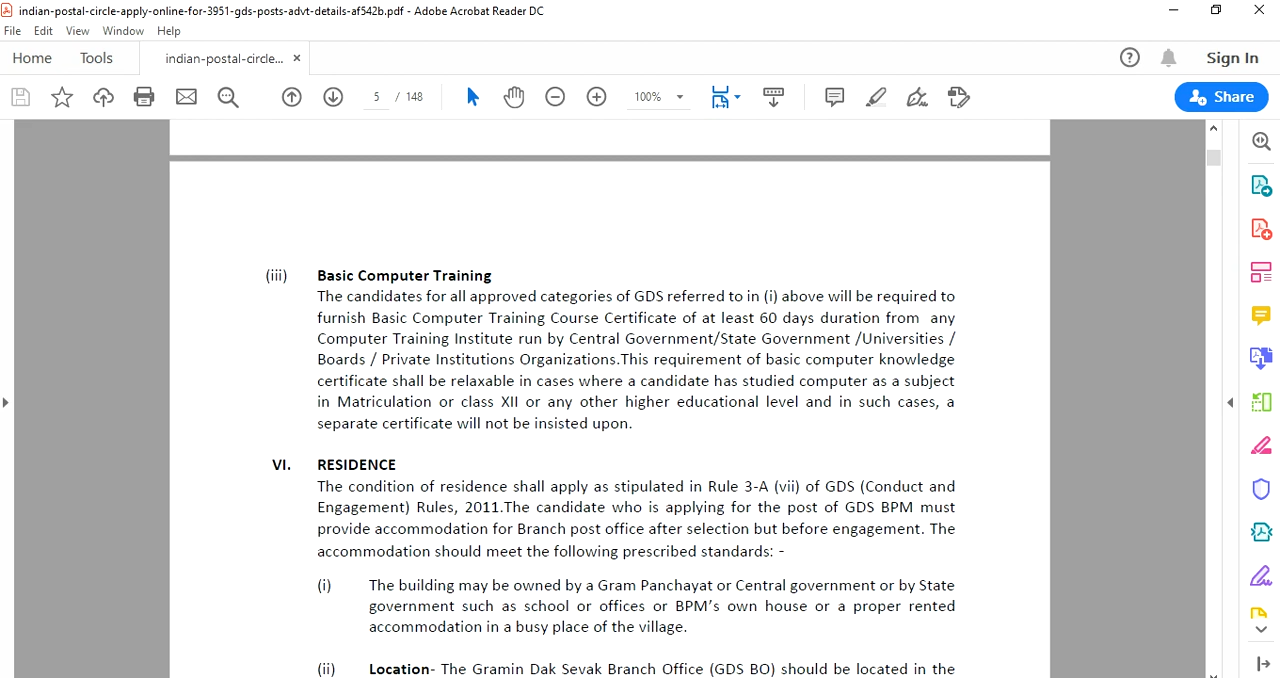 indian-postal-circle-apply-online-for-3951-gds-posts-advt-details-af542b.pdf - Adobe Acrobat Reader DC
File Edit View Window Help
Home Tools indian-postal-circle... × Sign In
5 / 148 100% Share
(iii) Basic Computer Training
The candidates for all approved categories of GDS referred to in (i) above will be required to
furnish Basic Computer Training Course Certificate of at least 60 days duration from any
Computer Training Institute run by Central Government/State Government /Universities /
Boards / Private Institutions Organizations.This requirement of basic computer knowledge
certificate shall be relaxable in cases where a candidate has studied computer as a subject
in Matriculation or class XII or any other higher educational level and in such cases, a
separate certificate will not be insisted upon.
VI. RESIDENCE
The condition of residence shall apply as stipulated in Rule 3-A (vii) of GDS (Conduct and
Engagement) Rules, 2011.The candidate who is applying for the post of GDS BPM must
provide accommodation for Branch post office after selection but before engagement. The
accommodation should meet the following prescribed standards: -
(i) The building may be owned by a Gram Panchayat or Central government or by State
government such as school or offices or BPM's own house or a proper rented
accommodation in a busy place of the village.
(ii) Location- The Gramin Dak Sevak Branch Office (GDS BO) should be located in the